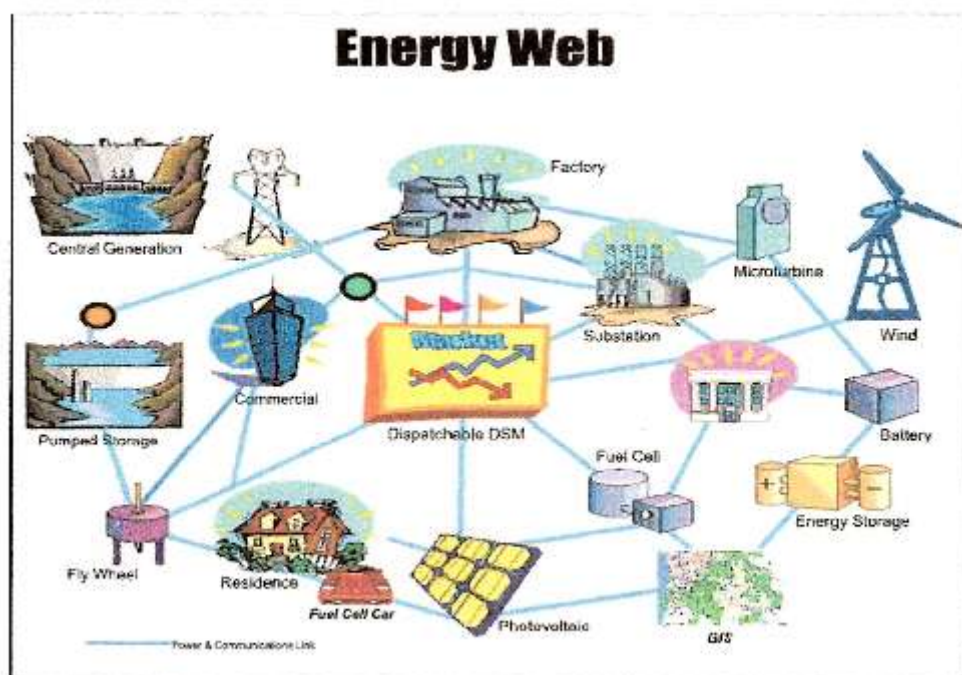 Energy Web
Factory
Central Generation
Microturbine
Substation
Wind
Commercial
Pumped Storage
Dispatchable DSM
Battery
Fuel Cell
Energy Storage
Fly Wheel
Residence
Fuel Cell Car
Photovoltaic
GIS
Power & Communications Link